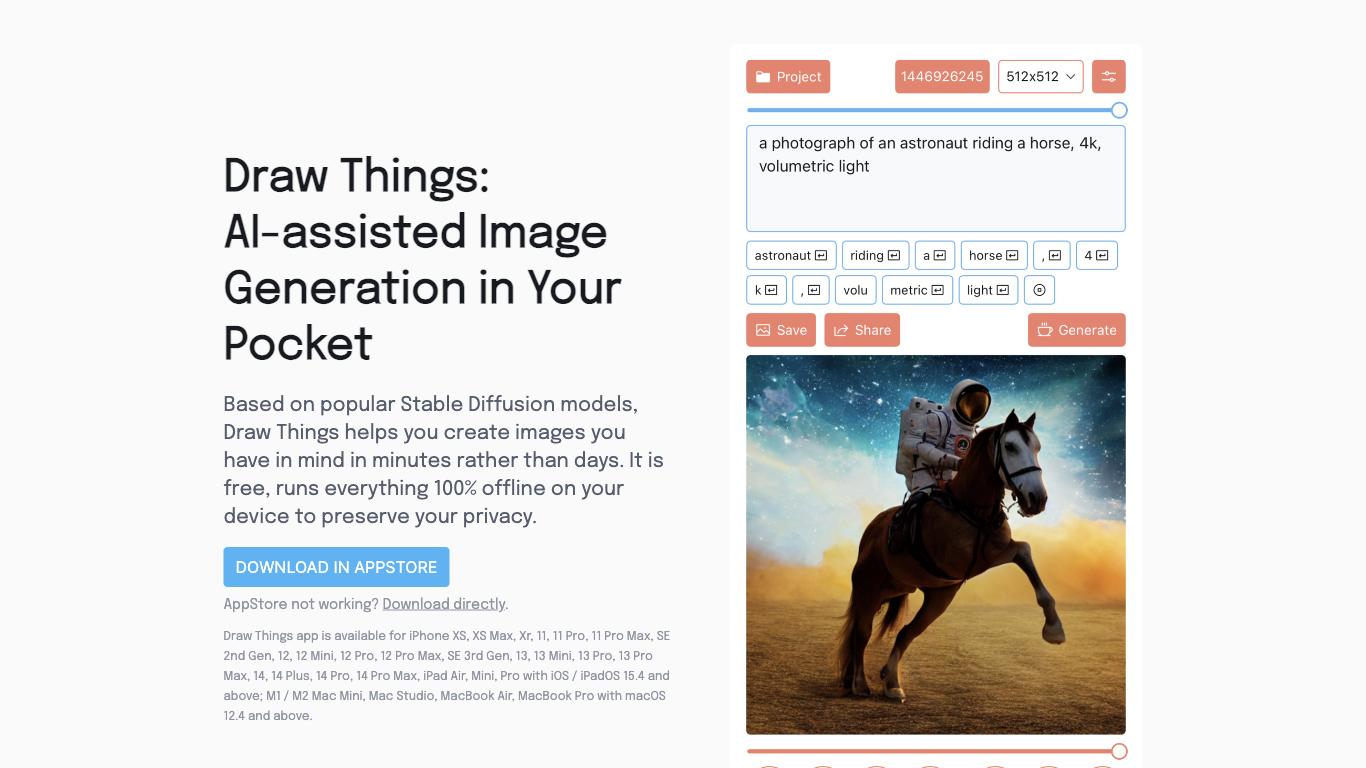 Draw Things:
AI-assisted Image
Generation in Your
Pocket
Based on popular Stable Diffusion models,
Draw Things helps you create images you
have in mind in minutes rather than days. It is
free, runs everything 100% offline on your
device to preserve your privacy.
DOWNLOAD IN APPSTORE
AppStore not working? Download directly.
Draw Things app is available for iPhone XS, XS Max, Xr, 11, 11 Pro, 11 Pro Max, SE
2nd Gen, 12, 12 Mini, 12 Pro, 12 Pro Max, SE 3rd Gen, 13, 13 Mini, 13 Pro, 13 Pro
Max, 14, 14 Plus, 14 Pro, 14 Pro Max, iPad Air, Mini, Pro with iOS / iPadOS 15.4 and
above; M1 / M2 Mac Mini, Mac Studio, MacBook Air, MacBook Pro with macOS
12.4 and above.
Project 1446926245 512x512
a photograph of an astronaut riding a horse, 4k,
volumetric light
astronaut riding a horse , 4
k , volu metric light
Save Share Generate